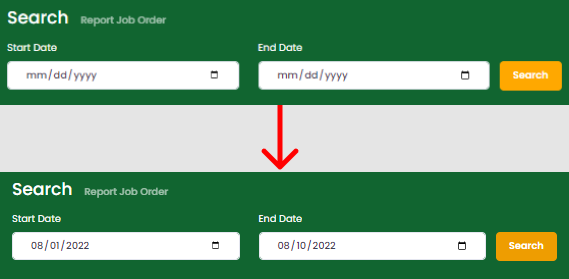 Search Report Job Order
Start Date End Date
mm/dd/yyyy mm/dd/yyyy Search
Search Report Job Order
Start Date End Date
08/01/2022 08/10/2022 Search